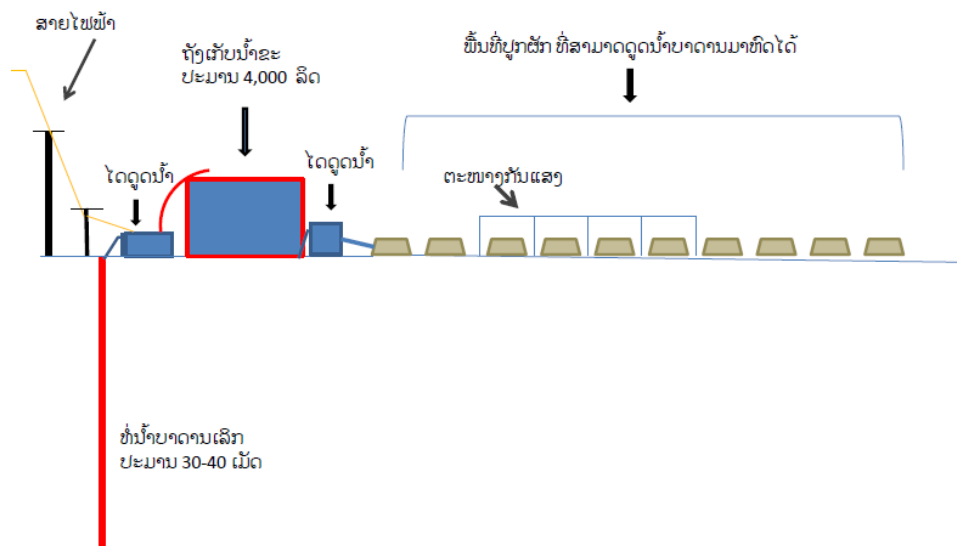 ສາຍໄຟຟ້າ
ຖັງເກັບນ້ຳຂະ
ປະມານ 4,000 ລິດ
ພື້ນທີ່ປູກຜັກ ທີ່ສາມາດດູດນ້ຳບາດານມາຫົດໄດ້
ໄດດູດນ້ຳ
ໄດດູດນ້ຳ
ຕະໜາງກັນແສງ
ທໍ່ນ້ຳບາດານເລິກ
ປະມານ 30-40 ເມັດ